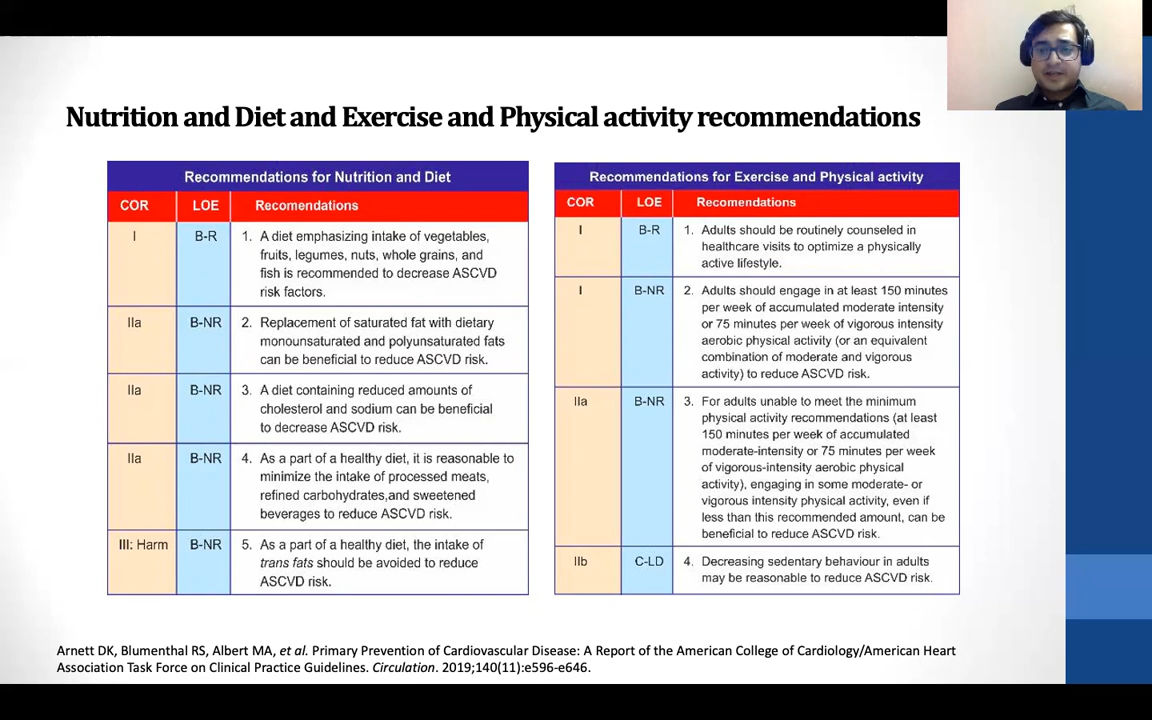 Nutrition and Diet and Exercise and Physical activity recommendations
Recommendations for Nutrition and Diet
COR LOE Recomendations
I B-R 1. A diet emphasizing intake of vegetables,
fruits, legumes, nuts, whole grains, and
fish is recommended to decrease ASCVD
risk factors.
IIa B-NR 2. Replacement of saturated fat with dietary
monounsaturated and polyunsaturated fats
can be beneficial to reduce ASCVD risk.
IIa B-NR 3. A diet containing reduced amounts of
cholesterol and sodium can be beneficial
to decrease ASCVD risk.
IIa B-NR 4. As a part of a healthy diet, it is reasonable to
minimize the intake of processed meats,
refined carbohydrates,and sweetened
beverages to reduce ASCVD risk.
III: Harm B-NR 5. As a part of a healthy diet, the intake of
trans fats should be avoided to reduce
ASCVD risk.
Recommendations for Exercise and Physical activity
COR LOE Recomendations
I B-R 1. Adults should be routinely counseled in
healthcare visits to optimize a physically
active lifestyle.
I B-NR 2. Adults should engage in at least 150 minutes
per week of accumulated moderate intensity
or 75 minutes per week of vigorous intensity
aerobic physical activity (or an equivalent
combination of moderate and vigorous
activity) to reduce ASCVD risk.
IIa B-NR 3. For adults unable to meet the minimum
physical activity recommendations (at least
150 minutes per week of accumulated
moderate-intensity or 75 minutes per week
of vigorous-intensity aerobic physical
activity), engaging in some moderate- or
vigorous intensity physical activity, even if
less than this recommended amount, can be
beneficial to reduce ASCVD risk.
IIb C-LD 4. Decreasing sedentary behaviour in adults
may be reasonable to reduce ASCVD risk.
Arnett DK, Blumenthal RS, Albert MA, et al. Primary Prevention of Cardiovascular Disease: A Report of the American College of Cardiology/American Heart
Association Task Force on Clinical Practice Guidelines. Circulation. 2019;140(11):e596-e646.